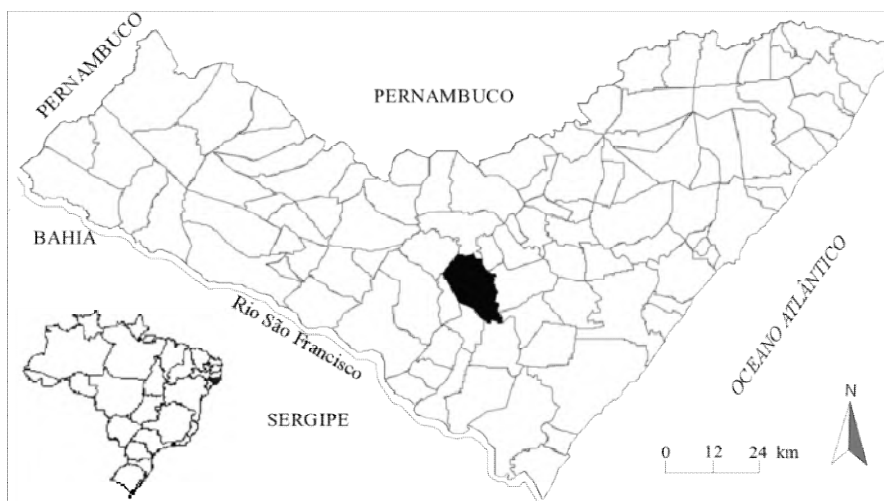 PERNAMBUCO
PERNAMBUCO
BAHIA
Rio São Francisco
OCEANO ATLÂNTICO
SERGIPE
N
0 12 24 km